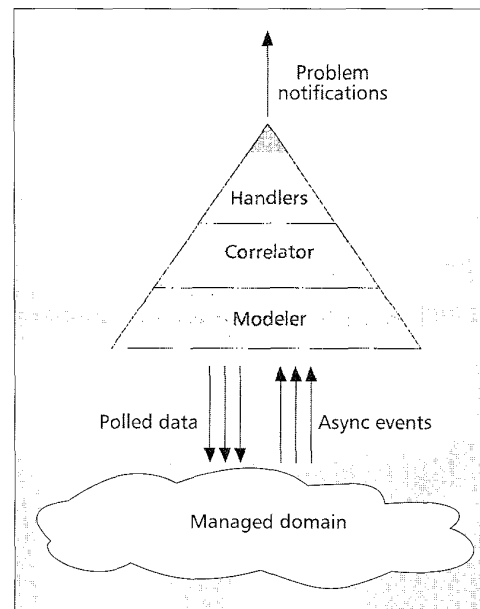 Problem
notifications
Handlers
Correlator
Modeler
Polled data
Async events
Managed domain